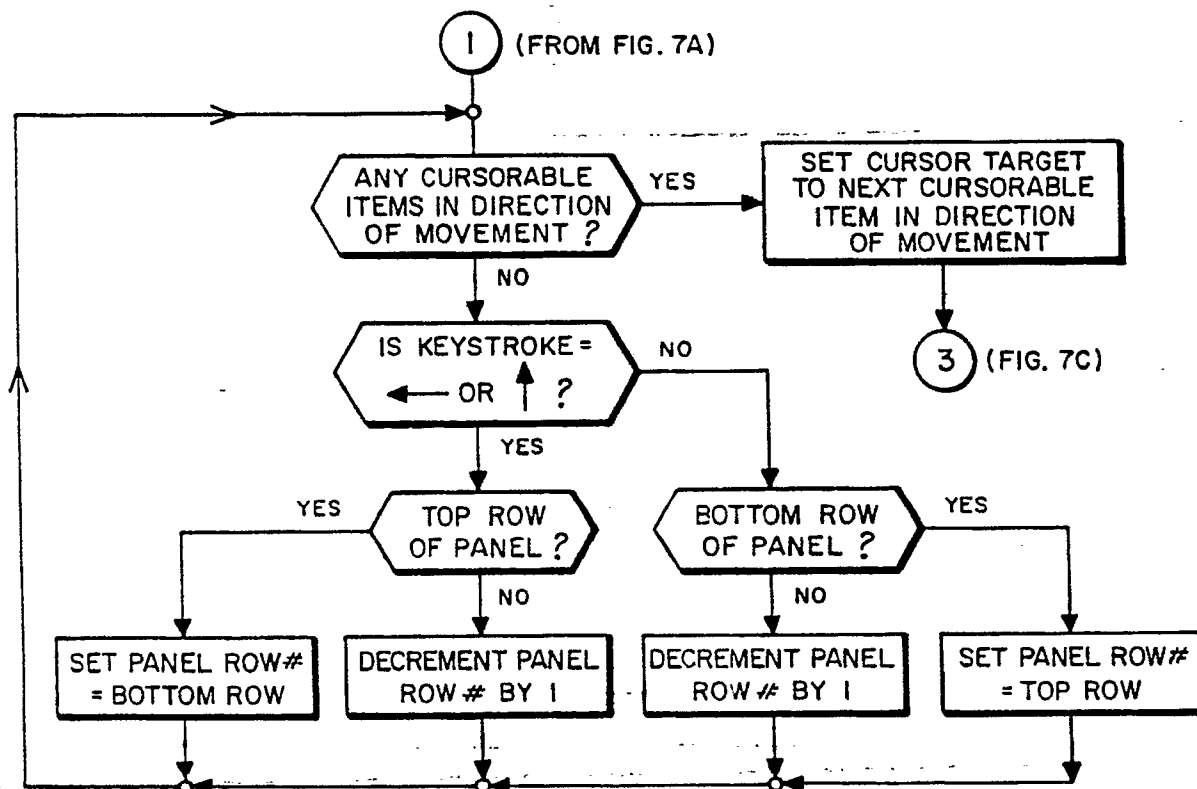 1 (FROM FIG. 7A)
ANY CURSORABLE
ITEMS IN DIRECTION
OF MOVEMENT ?
YES
SET CURSOR TARGET
TO NEXT CURSORABLE
ITEM IN DIRECTION
OF MOVEMENT
NO
3 (FIG. 7C)
IS KEYSTROKE =
← OR ↑ ?
NO
YES
TOP ROW
OF PANEL ?
YES
NO
BOTTOM ROW
OF PANEL ?
YES
NO
SET PANEL ROW#
= BOTTOM ROW
DECREMENT PANEL
ROW # BY 1
DECREMENT PANEL
ROW # BY 1
SET PANEL ROW#
= TOP ROW